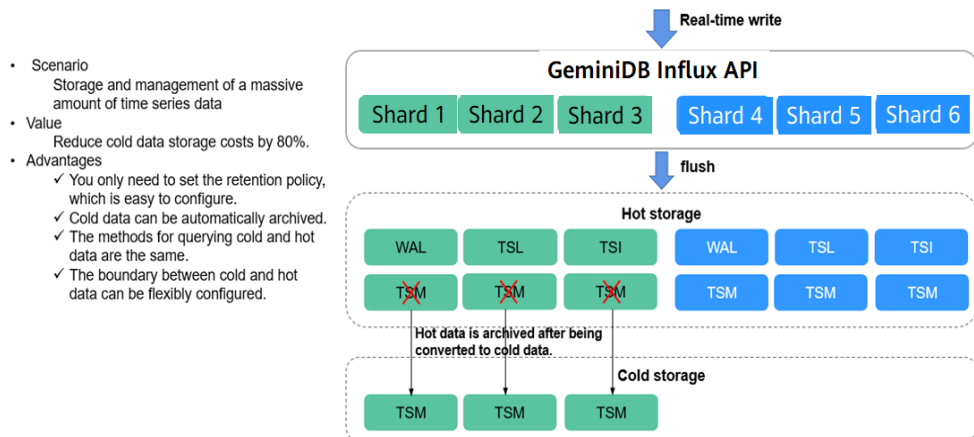 • Scenario
Storage and management of a massive
amount of time series data
• Value
Reduce cold data storage costs by 80%.
• Advantages
✓ You only need to set the retention policy,
which is easy to configure.
✓ Cold data can be automatically archived.
✓ The methods for querying cold and hot
data are the same.
✓ The boundary between cold and hot
data can be flexibly configured.
Real-time write
GeminiDB Influx API
Shard 1 Shard 2 Shard 3 Shard 4 Shard 5 Shard 6
flush
Hot storage
WAL TSL TSI WAL TSL TSI
TSM TSM TSM TSM TSM TSM
Hot data is archived after being
converted to cold data.
Cold storage
TSM TSM TSM